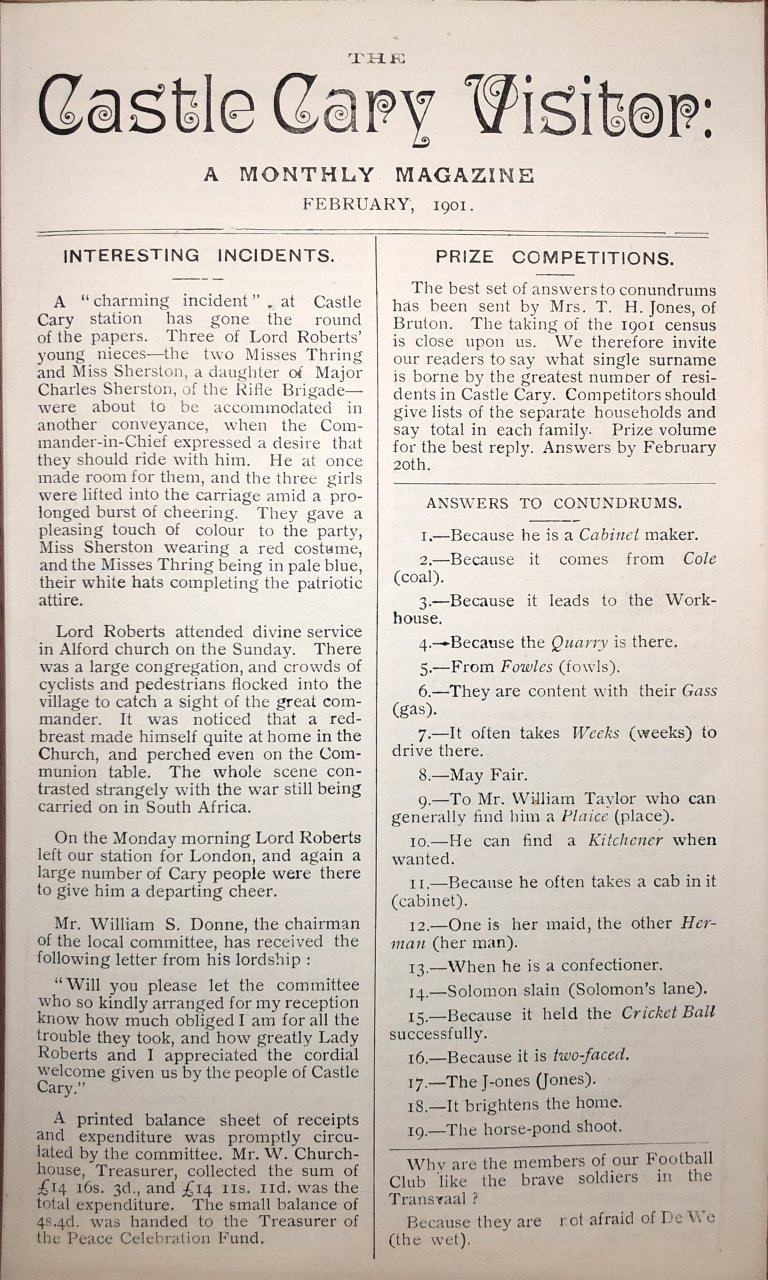 THE
Castle Cary Visitor:
A MONTHLY MAGAZINE
FEBRUARY, 1901.
INTERESTING INCIDENTS.
A "charming incident" at Castle
Cary station has gone the round
of the papers. Three of Lord Roberts'
young nieces—the two Misses Thring
and Miss Sherston, a daughter of Major
Charles Sherston, of the Rifle Brigade—
were about to be accommodated in
another conveyance, when the Com-
mander-in-Chief expressed a desire that
they should ride with him. He at once
made room for them, and the three girls
were lifted into the carriage amid a pro-
longed burst of cheering. They gave a
pleasing touch of colour to the party,
Miss Sherston wearing a red costume,
and the Misses Thring being in pale blue,
their white hats completing the patriotic
attire.
Lord Roberts attended divine service
in Alford church on the Sunday. There
was a large congregation, and crowds of
cyclists and pedestrians flocked into the
village to catch a sight of the great com-
mander. It was noticed that a red-
breast made himself quite at home in the
Church, and perched even on the Com-
munion table. The whole scene con-
trasted strangely with the war still being
carried on in South Africa.
On the Monday morning Lord Roberts
left our station for London, and again a
large number of Cary people were there
to give him a departing cheer.
Mr. William S. Donne, the chairman
of the local committee, has received the
following letter from his lordship :
"Will you please let the committee
who so kindly arranged for my reception
know how much obliged I am for all the
trouble they took, and how greatly Lady
Roberts and I appreciated the cordial
welcome given us by the people of Castle
Cary."
A printed balance sheet of receipts
and expenditure was promptly circu-
lated by the committee. Mr. W. Church-
house, Treasurer, collected the sum of
£14 16s. 3d., and £14 11s. 11d. was the
total expenditure. The small balance of
4s.4d. was handed to the Treasurer of
the Peace Celebration Fund.
PRIZE COMPETITIONS.
The best set of answers to conundrums
has been sent by Mrs. T. H. Jones, of
Bruton. The taking of the 1901 census
is close upon us. We therefore invite
our readers to say what single surname
is borne by the greatest number of resi-
dents in Castle Cary. Competitors should
give lists of the separate households and
say total in each family. Prize volume
for the best reply. Answers by February
20th.
ANSWERS TO CONUNDRUMS.
1.—Because he is a Cabinet maker.
2.—Because it comes from Cole
(coal).
3.—Because it leads to the Work-
house.
4.—Because the Quarry is there.
5.—From Fowles (fowls).
6.—They are content with their Gass
(gas).
7.—It often takes Weeks (weeks) to
drive there.
8.—May Fair.
9.—To Mr. William Taylor who can
generally find him a Plaice (place).
10.—He can find a Kitchener when
wanted.
11.—Because he often takes a cab in it
(cabinet).
12.—One is her maid, the other Her-
man (her man).
13.—When he is a confectioner.
14.—Solomon slain (Solomon's lane).
15.—Because it held the Cricket Ball
successfully.
16.—Because it is two-faced.
17.—The J-ones (Jones).
18.—It brightens the home.
19.—The horse-pond shoot.
Why are the members of our Football
Club like the brave soldiers in the
Transvaal ?
Because they are not afraid of De We
(the wet).